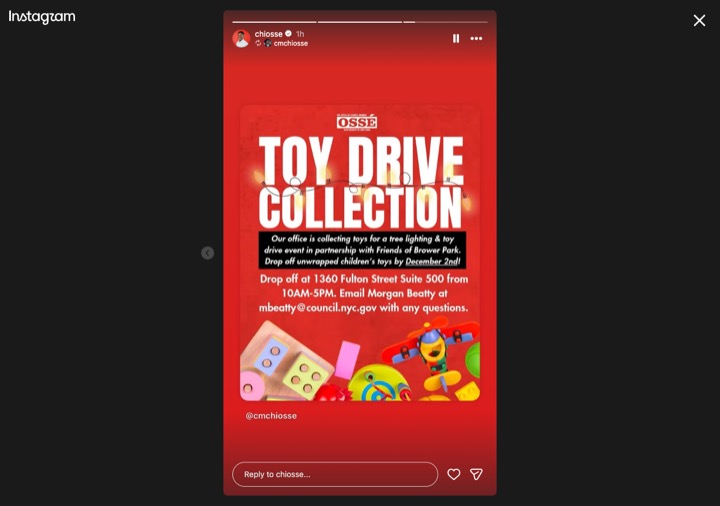 Instagram
chiosse 1h
cmchiosse
OSSÉ
TOY DRIVE
COLLECTION
Our office is collecting toys for a tree lighting & toy
drive event in partnership with Friends of Brower Park.
Drop off unwrapped children's toys by December 2nd!
Drop off at 1360 Fulton Street Suite 500 from
10AM-5PM. Email Morgan Beatty at
mbeatty@council.nyc.gov with any questions.
@cmchiosse
Reply to chiosse...